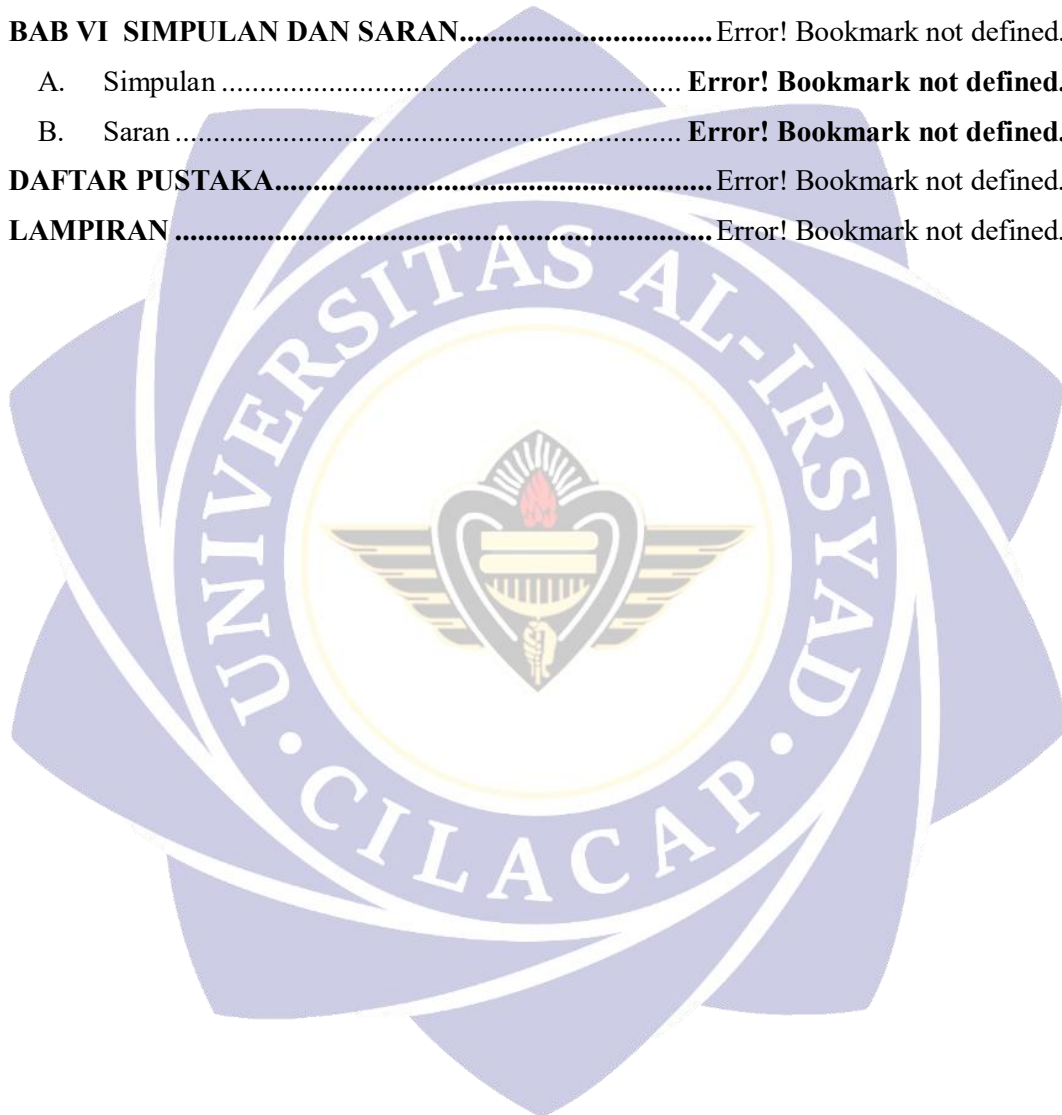 BAB VI  SIMPULAN DAN SARAN................................. Error! Bookmark not defined.
A. Simpulan ............................................................ Error! Bookmark not defined.
B. Saran .................................................................. Error! Bookmark not defined.
DAFTAR PUSTAKA......................................................... Error! Bookmark not defined.
LAMPIRAN ...................................................................... Error! Bookmark not defined.
UNIVERSITAS AL-IRSYAD
• CILACAP •